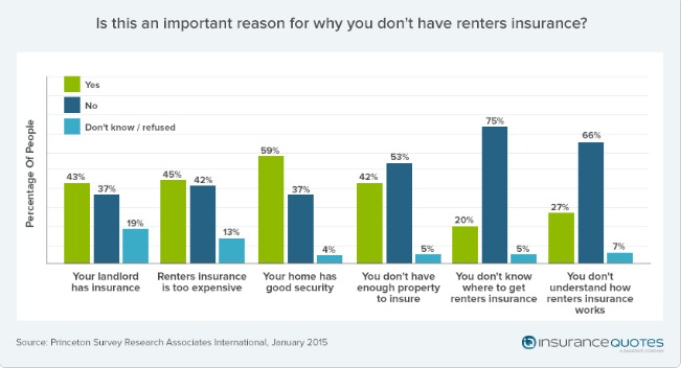 Is this an important reason for why you don't have renters insurance?
Yes
No
Don't know / refused
Percentage Of People
43%
37%
19%
45%
42%
13%
59%
37%
4%
42%
53%
5%
20%
75%
5%
27%
66%
7%
Your landlord
has insurance
Renters insurance
is too expensive
Your home has
good security
You don't have
enough property
to insure
You don't know
where to get
renters insurance
You don't
understand how
renters insurance
works
Source: Princeton Survey Research Associates International, January 2015
insuranceQUOTES